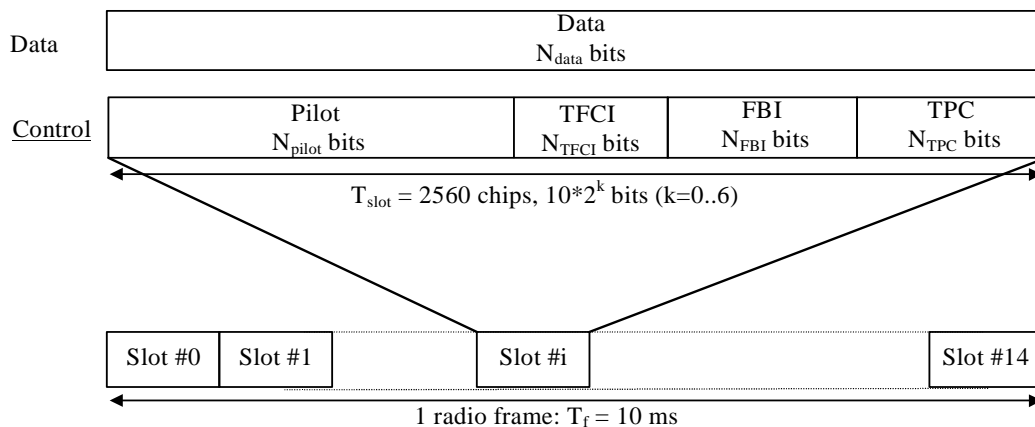 Data
Data
N_data bits
Control
Pilot
N_pilot bits
TFCI
N_TFCI bits
FBI
N_FBI bits
TPC
N_TPC bits
T_slot = 2560 chips, 10*2^k bits (k=0..6)
Slot #0
Slot #1
Slot #i
Slot #14
1 radio frame: T_f = 10 ms